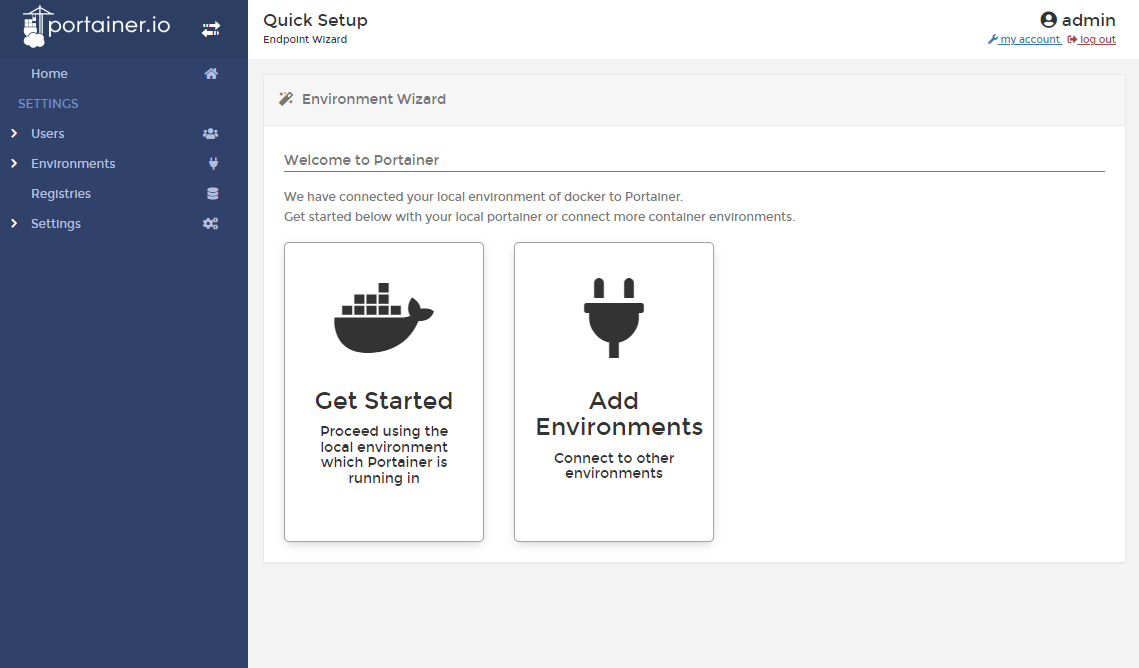 portainer.io
Home
SETTINGS
Users
Environments
Registries
Settings
Quick Setup
Endpoint Wizard
admin
my account log out
Environment Wizard
Welcome to Portainer
We have connected your local environment of docker to Portainer.
Get started below with your local portainer or connect more container environments.
Get Started
Proceed using the
local environment
which Portainer is
running in
Add
Environments
Connect to other
environments